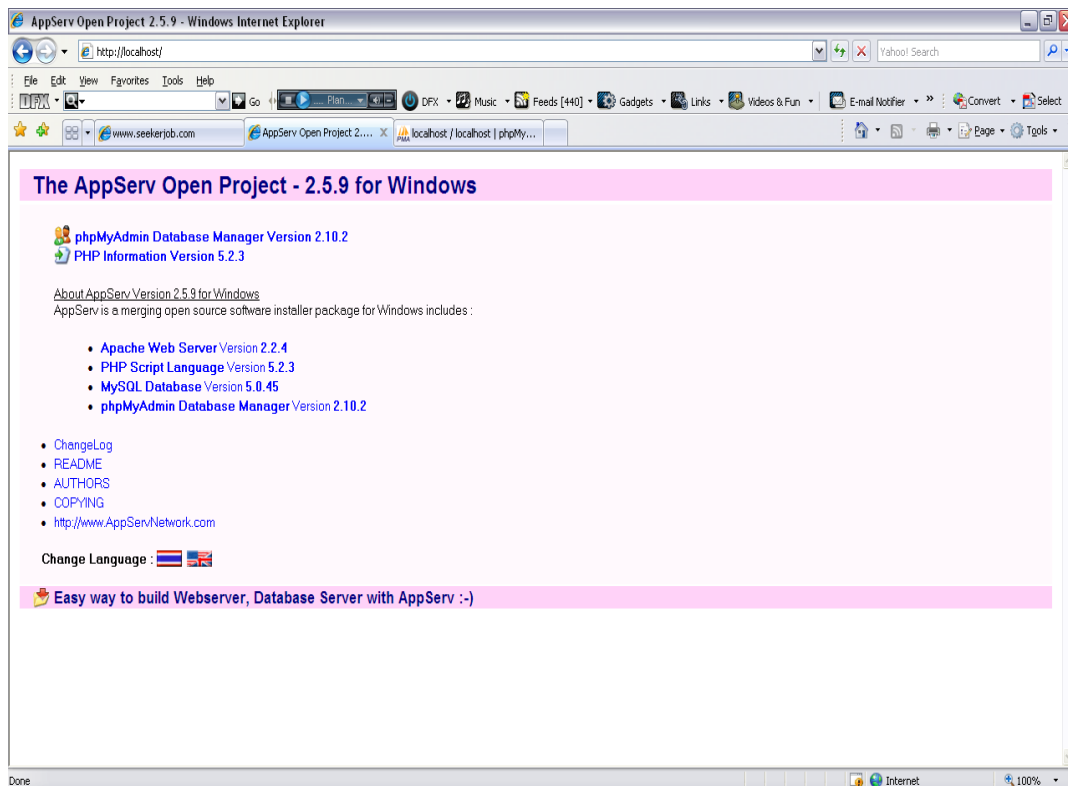 AppServ Open Project 2.5.9 - Windows Internet Explorer
http://localhost/
Yahoo! Search
File Edit View Favorites Tools Help
DFX Go .... Plan... DFX Music Feeds [440] Gadgets Links Videos & Fun E-mail Notifier » Convert Select
www.seekerjob.com AppServ Open Project 2.... X PMA localhost / localhost | phpMy... Page Tools
The AppServ Open Project - 2.5.9 for Windows
phpMyAdmin Database Manager Version 2.10.2
PHP Information Version 5.2.3
About AppServ Version 2.5.9 for Windows
AppServ is a merging open source software installer package for Windows includes :
• Apache Web Server Version 2.2.4
• PHP Script Language Version 5.2.3
• MySQL Database Version 5.0.45
• phpMyAdmin Database Manager Version 2.10.2
• ChangeLog
• README
• AUTHORS
• COPYING
• http://www.AppServNetwork.com
Change Language :
Easy way to build Webserver, Database Server with AppServ :-)
Done Internet 100%